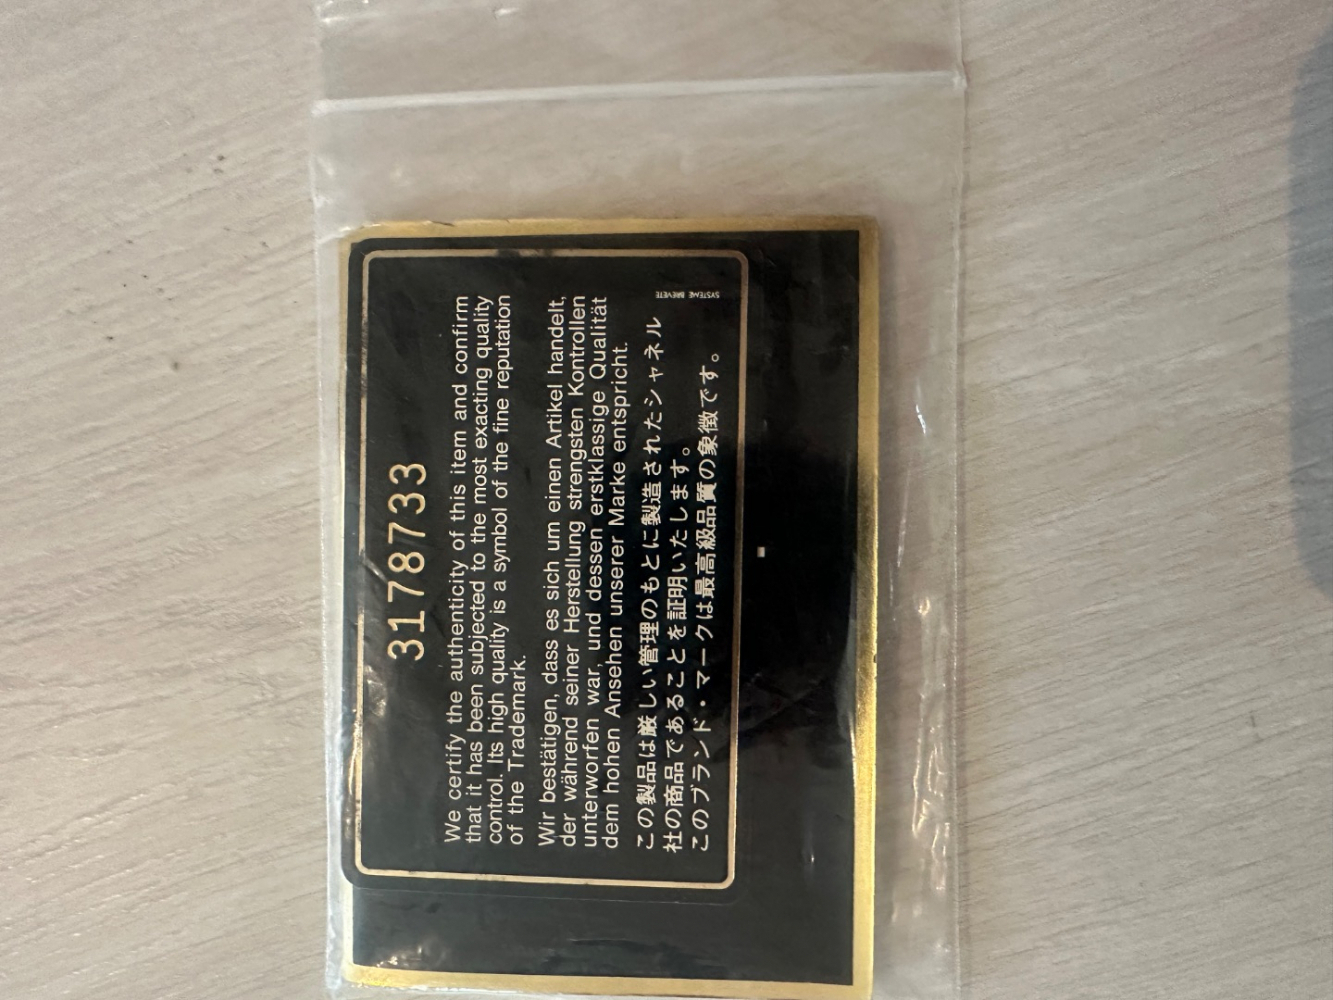 3178733
We certify the authenticity of this item and confirm
that it has been subjected to the most exacting quality
control. Its high quality is a symbol of the fine reputation
of the Trademark.
Wir bestätigen, dass es sich um einen Artikel handelt,
der während seiner Herstellung strengsten Kontrollen
unterworfen war, und dessen erstklassige Qualität
dem hohen Ansehen unserer Marke entspricht.
この製品は厳しい管理のもとに製造されたシャネル
社の商品であることを証明いたします。
このブランド・マークは最高級品質の象徴です。
SYSTEME BREVETE